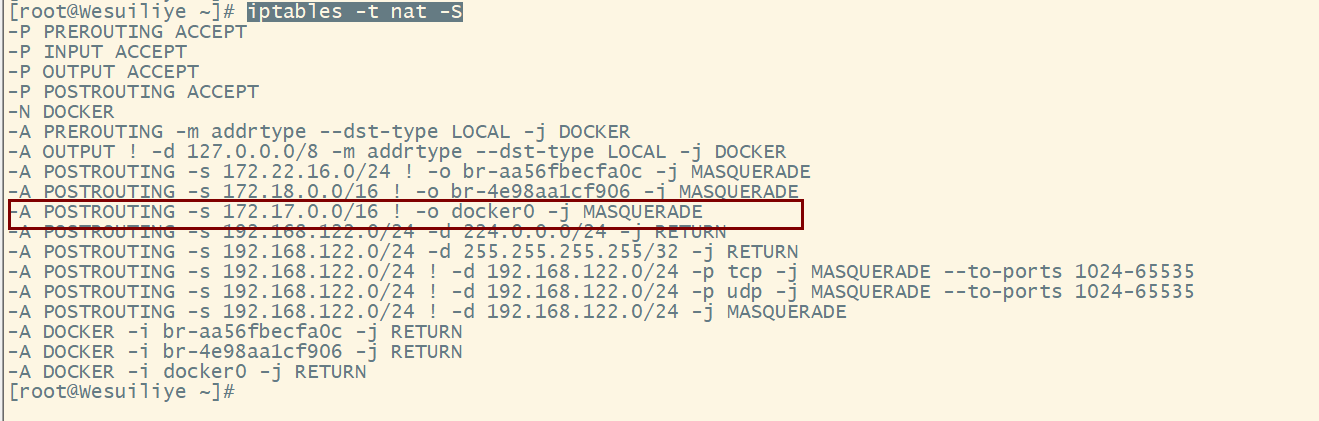 [root@Wesuiliye ~]# iptables -t nat -S
-P PREROUTING ACCEPT
-P INPUT ACCEPT
-P OUTPUT ACCEPT
-P POSTROUTING ACCEPT
-N DOCKER
-A PREROUTING -m addrtype --dst-type LOCAL -j DOCKER
-A OUTPUT ! -d 127.0.0.0/8 -m addrtype --dst-type LOCAL -j DOCKER
-A POSTROUTING -s 172.22.16.0/24 ! -o br-aa56fbecfa0c -j MASQUERADE
-A POSTROUTING -s 172.18.0.0/16 ! -o br-4e98aa1cf906 -j MASQUERADE
-A POSTROUTING -s 172.17.0.0/16 ! -o docker0 -j MASQUERADE
-A POSTROUTING -s 192.168.122.0/24 -d 224.0.0.0/24 -j RETURN
-A POSTROUTING -s 192.168.122.0/24 -d 255.255.255.255/32 -j RETURN
-A POSTROUTING -s 192.168.122.0/24 ! -d 192.168.122.0/24 -p tcp -j MASQUERADE --to-ports 1024-65535
-A POSTROUTING -s 192.168.122.0/24 ! -d 192.168.122.0/24 -p udp -j MASQUERADE --to-ports 1024-65535
-A POSTROUTING -s 192.168.122.0/24 ! -d 192.168.122.0/24 -j MASQUERADE
-A DOCKER -i br-aa56fbecfa0c -j RETURN
-A DOCKER -i br-4e98aa1cf906 -j RETURN
-A DOCKER -i docker0 -j RETURN
[root@Wesuiliye ~]#